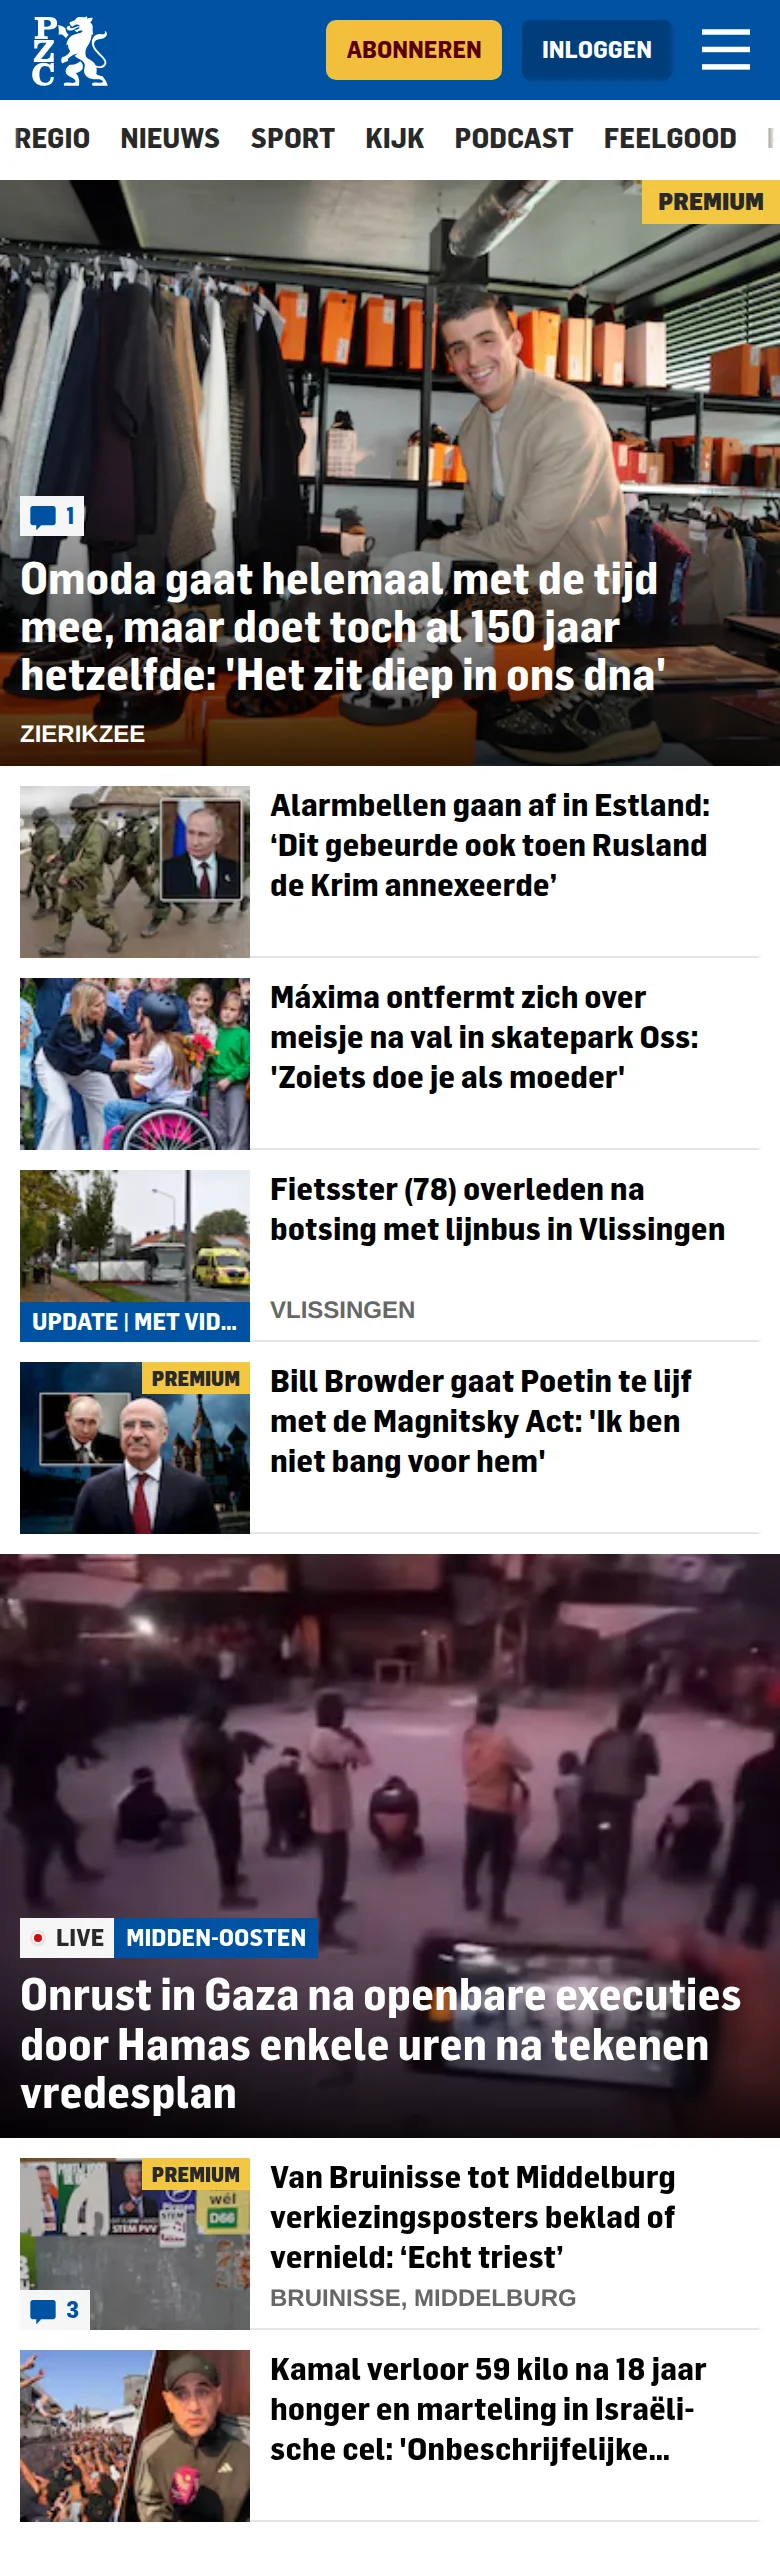 PZC
ABONNEREN
INLOGGEN
REGIO NIEUWS SPORT KIJK PODCAST FEELGOOD
PREMIUM
1
Omoda gaat helemaal met de tijd
mee, maar doet toch al 150 jaar
hetzelfde: 'Het zit diep in ons dna'
ZIERIKZEE
Alarmbellen gaan af in Estland:
‘Dit gebeurde ook toen Rusland
de Krim annexeerde’
Máxima ontfermt zich over
meisje na val in skatepark Oss:
'Zoiets doe je als moeder'
UPDATE | MET VID...
Fietsster (78) overleden na
botsing met lijnbus in Vlissingen
VLISSINGEN
PREMIUM
Bill Browder gaat Poetin te lijf
met de Magnitsky Act: 'Ik ben
niet bang voor hem'
LIVE MIDDEN-OOSTEN
Onrust in Gaza na openbare executies
door Hamas enkele uren na tekenen
vredesplan
PREMIUM
wél
D66
STEM PVV
3
Van Bruinisse tot Middelburg
verkiezingsposters beklad of
vernield: ‘Echt triest’
BRUINISSE, MIDDELBURG
Kamal verloor 59 kilo na 18 jaar
honger en marteling in Israëli-
sche cel: 'Onbeschrijfelijke...